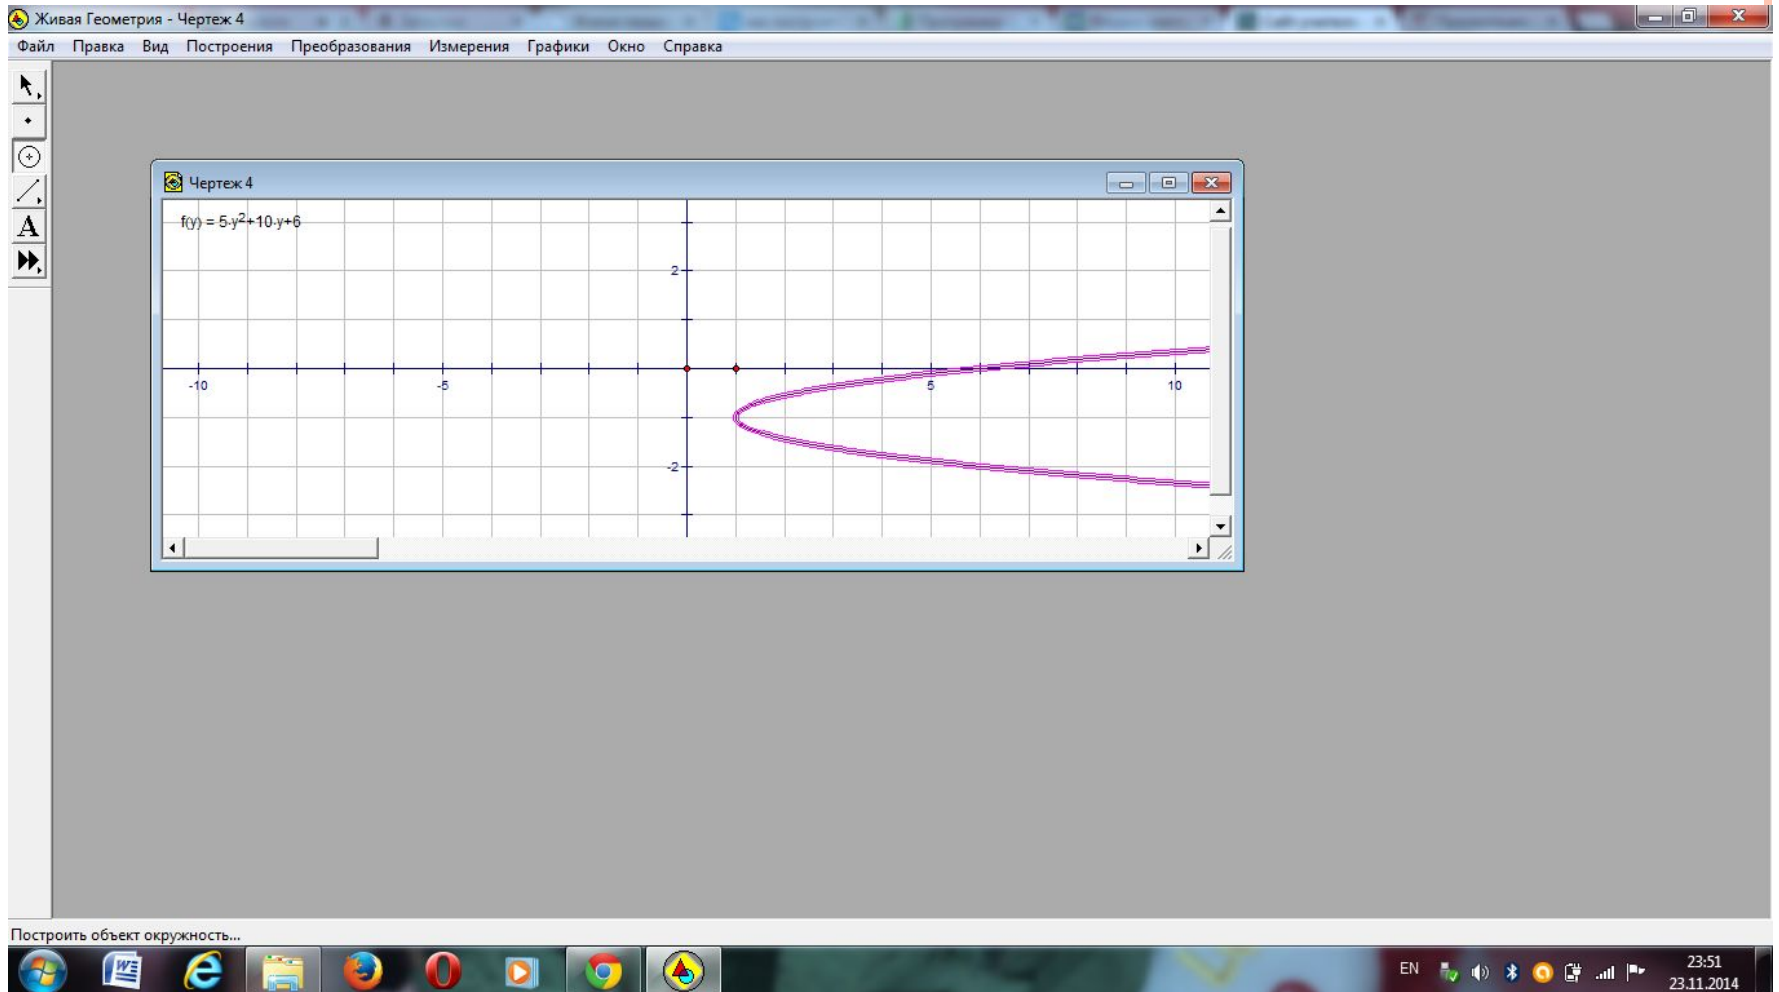 Живая Геометрия - Чертеж 4
Файл Правка Вид Построения Преобразования Измерения Графики Окно Справка
Чертеж 4
f(y) = 5·y²+10·y+6
2
-10 -5 5 10
-2
A
Построить объект окружность...
EN 23:51
23.11.2014